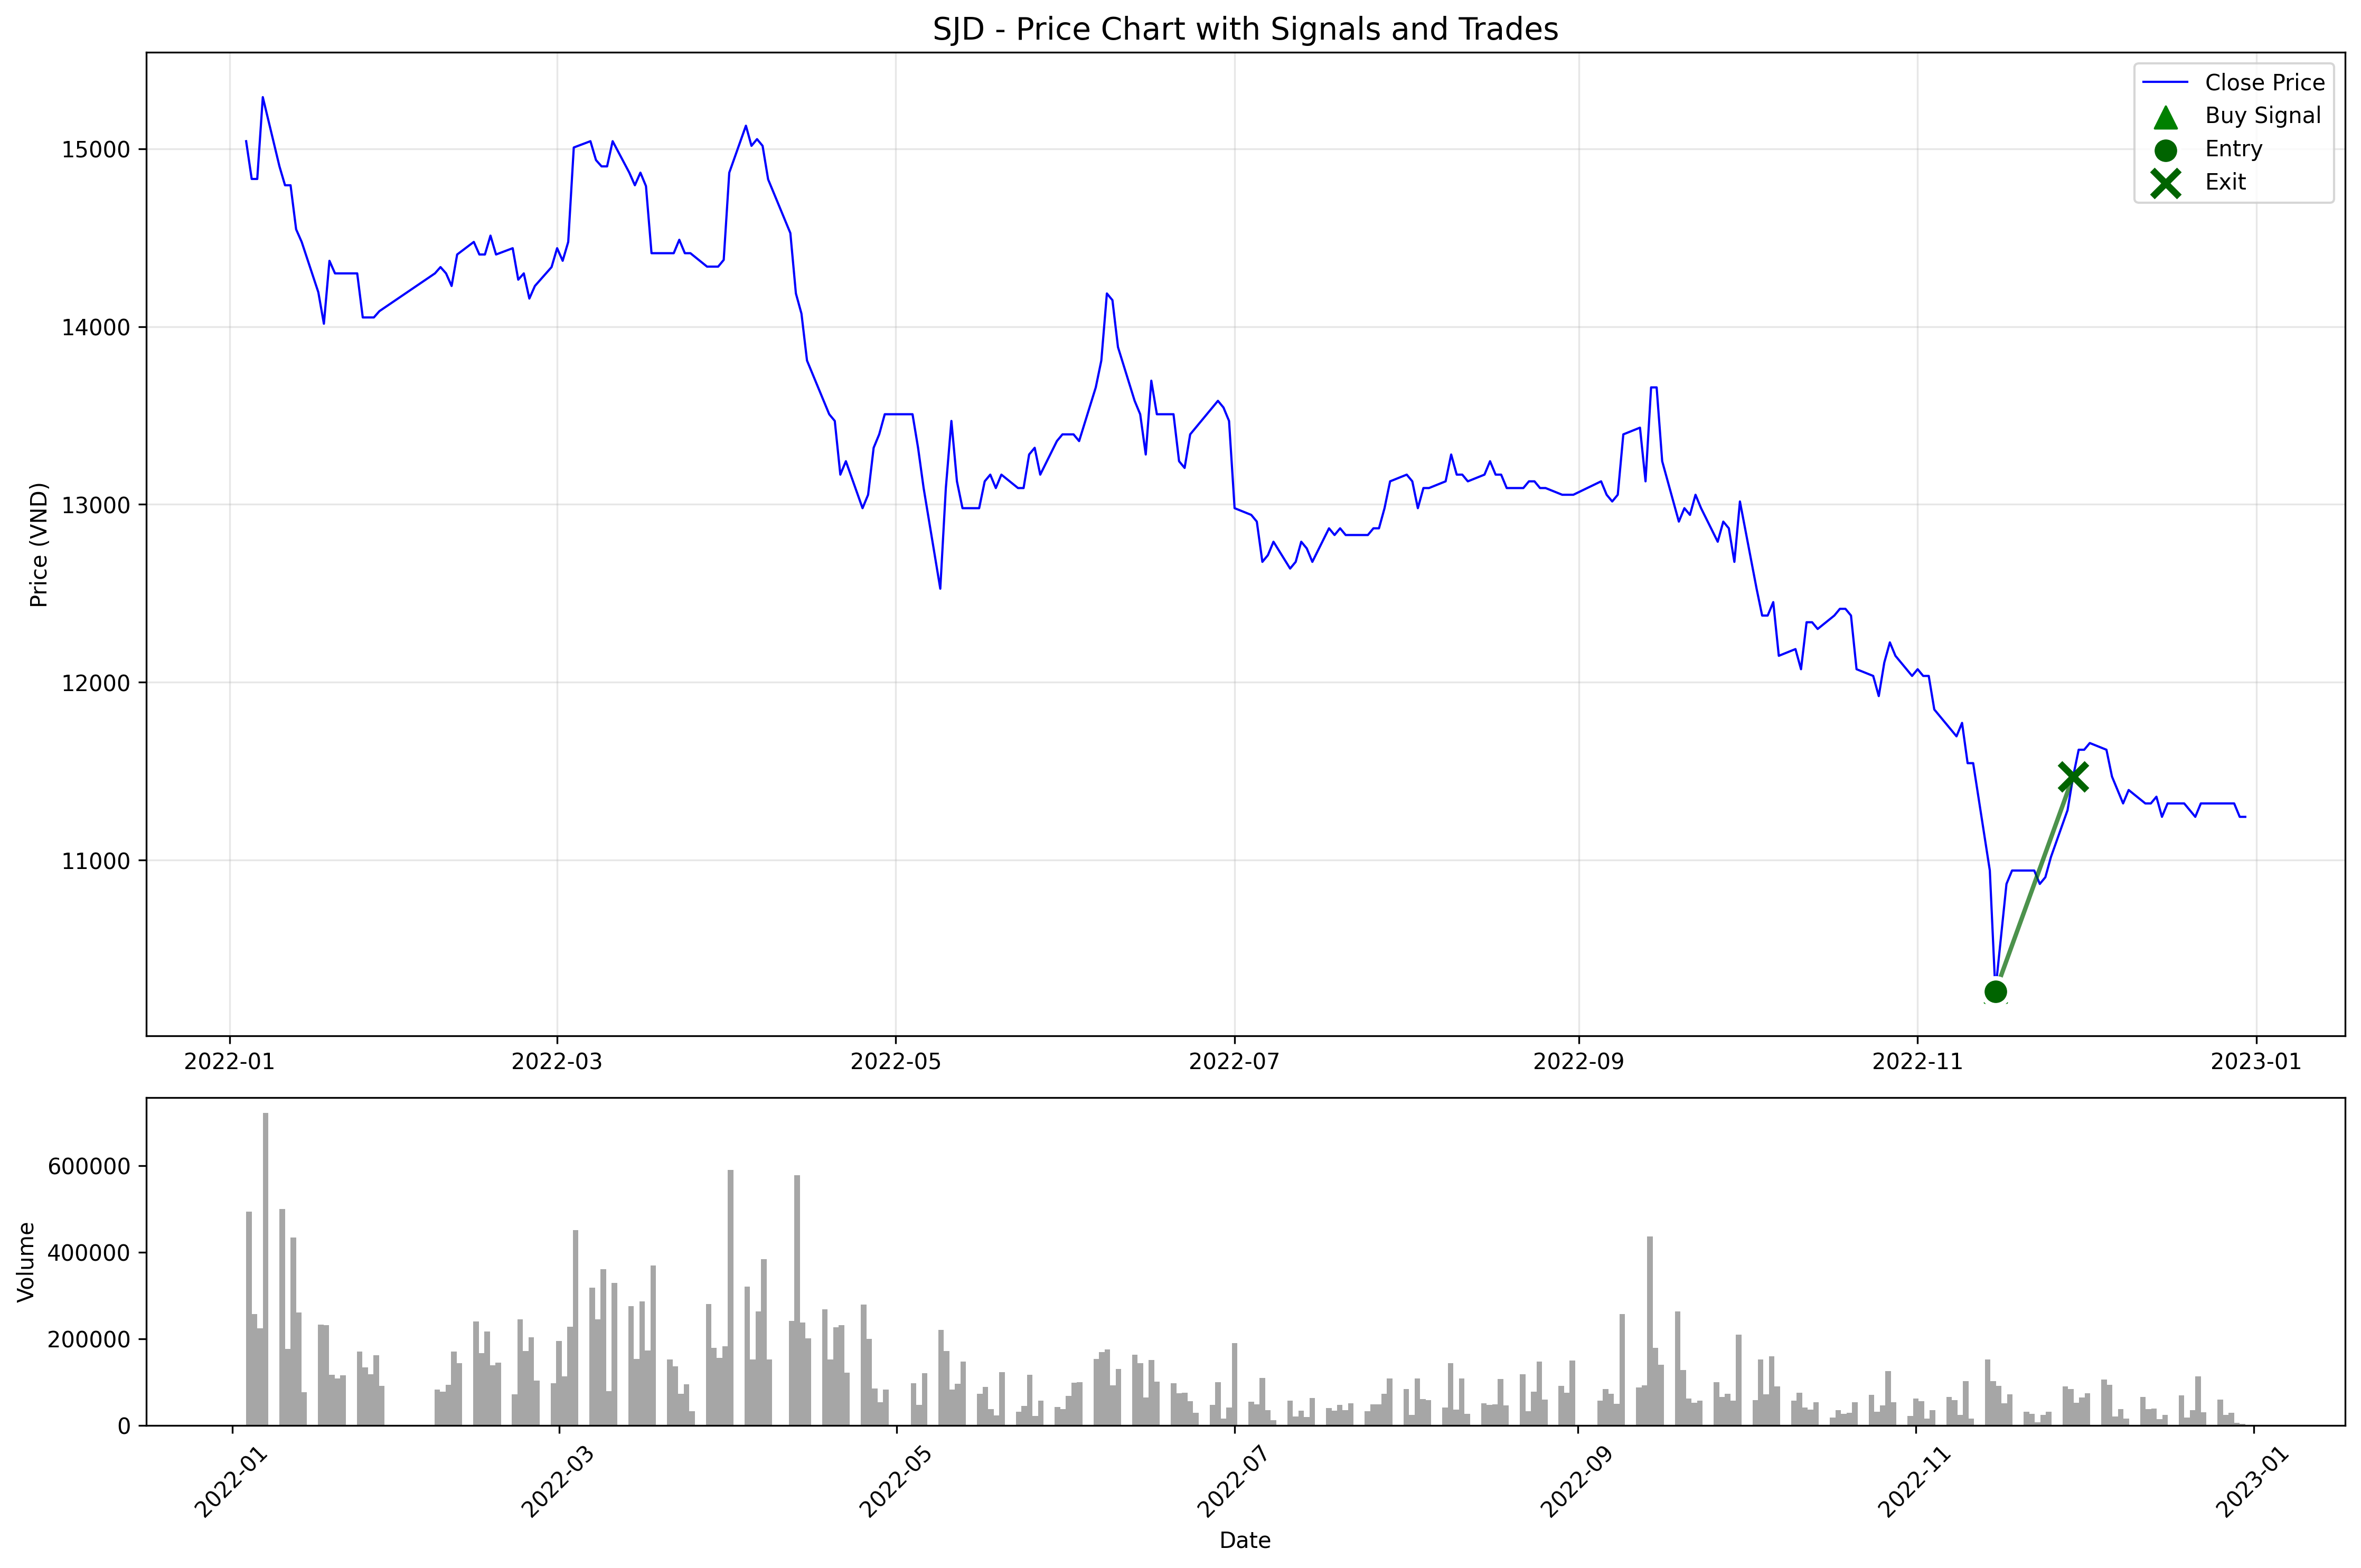 SJD - Price Chart with Signals and Trades
Close Price
Buy Signal
Entry
Exit
Price (VND)
15000
14000
13000
12000
11000
2022-01 2022-03 2022-05 2022-07 2022-09 2022-11 2023-01
Volume
600000
400000
200000
0
2022-01 2022-03 2022-05 2022-07 2022-09 2022-11 2023-01
Date